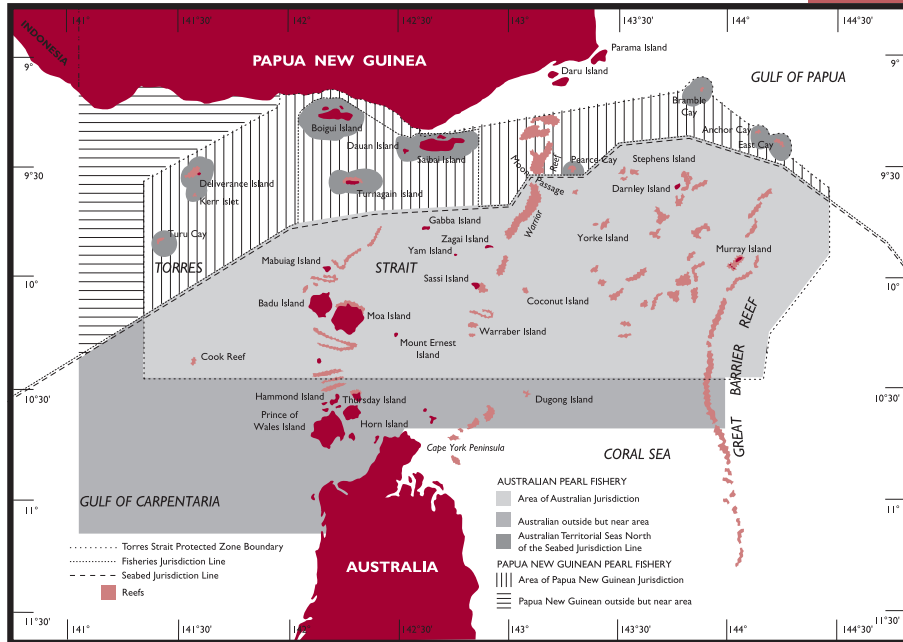 141°
141°30'
142°
142°30'
143°
143°30'
144°
144°30'
INDONESIA
PAPUA NEW GUINEA
Parama Island
Daru Island
GULF OF PAPUA
9°
9°
Bramble
Cay
Boigui Island
Anchor Cay
Dauan Island
East Cay
Saibai Island
Moon Passage
Reef
Pearce Cay
Stephens Island
9°30'
9°30'
Deliverance Island
Kerr Islet
Turnagain Island
Darnley Island
Warrior
Gabba Island
Turu Cay
Zagai Island
Yorke Island
Yam Island
Murray Island
TORRES
STRAIT
Mabuiag Island
10°
10°
Sassi Island
Badu Island
Coconut Island
Moa Island
Warraber Island
Mount Ernest
Island
Cook Reef
GREAT BARRIER REEF
10°30'
10°30'
Hammond Island
Thursday Island
Dugong Island
Prince of
Wales Island
Horn Island
Cape York Peninsula
CORAL SEA
GULF OF CARPENTARIA
11°
11°
AUSTRALIAN PEARL FISHERY
Area of Australian Jurisdiction
Australian outside but near area
Australian Territorial Seas North
of the Seabed Jurisdiction Line
PAPUA NEW GUINEAN PEARL FISHERY
Area of Papua New Guinean Jurisdiction
Papua New Guinean outside but near area
Torres Strait Protected Zone Boundary
Fisheries Jurisdiction Line
Seabed Jurisdiction Line
Reefs
AUSTRALIA
11°30'
11°30'
141°
141°30'
142°
142°30'
143°
143°30'
144°
144°30'